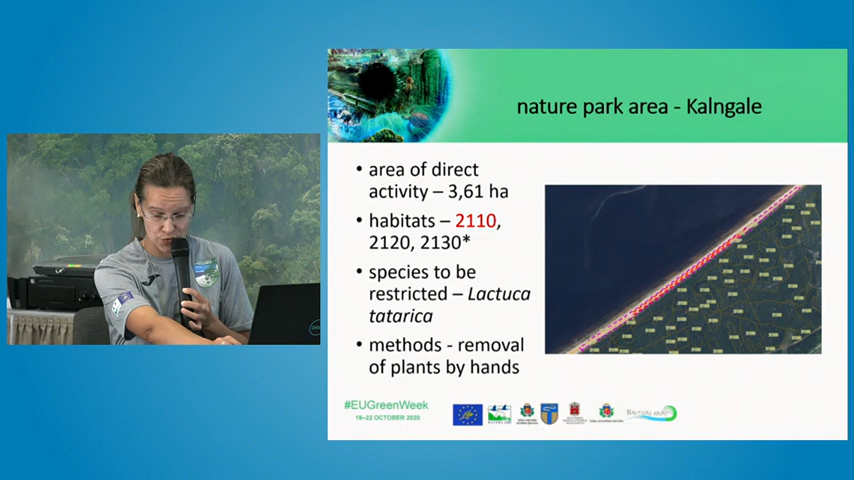 nature park area - Kalngale
• area of direct
activity – 3,61 ha
• habitats – 2110,
2120, 2130*
• species to be
restricted – Lactuca
tatarica
• methods - removal
of plants by hands
#EUGreenWeek
19–22 OCTOBER 2020
DELL